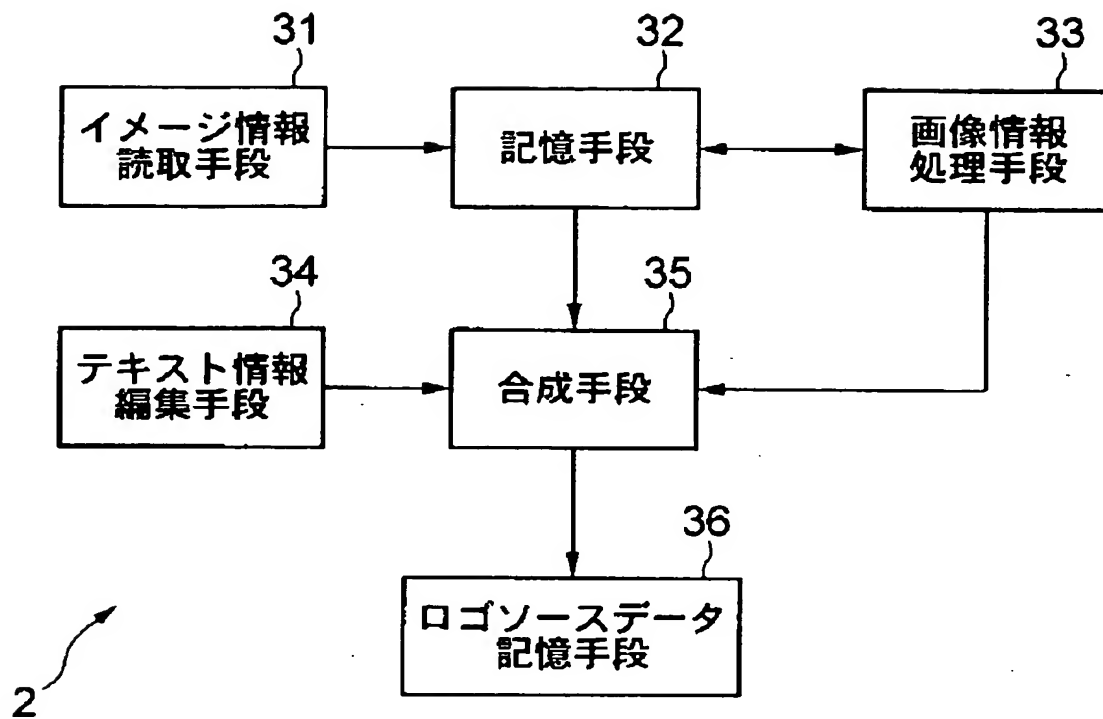 31
32
33
イメージ情報
読取手段
記憶手段
画像情報
処理手段
34
35
テキスト情報
編集手段
合成手段
36
ロゴソースデータ
記憶手段
2